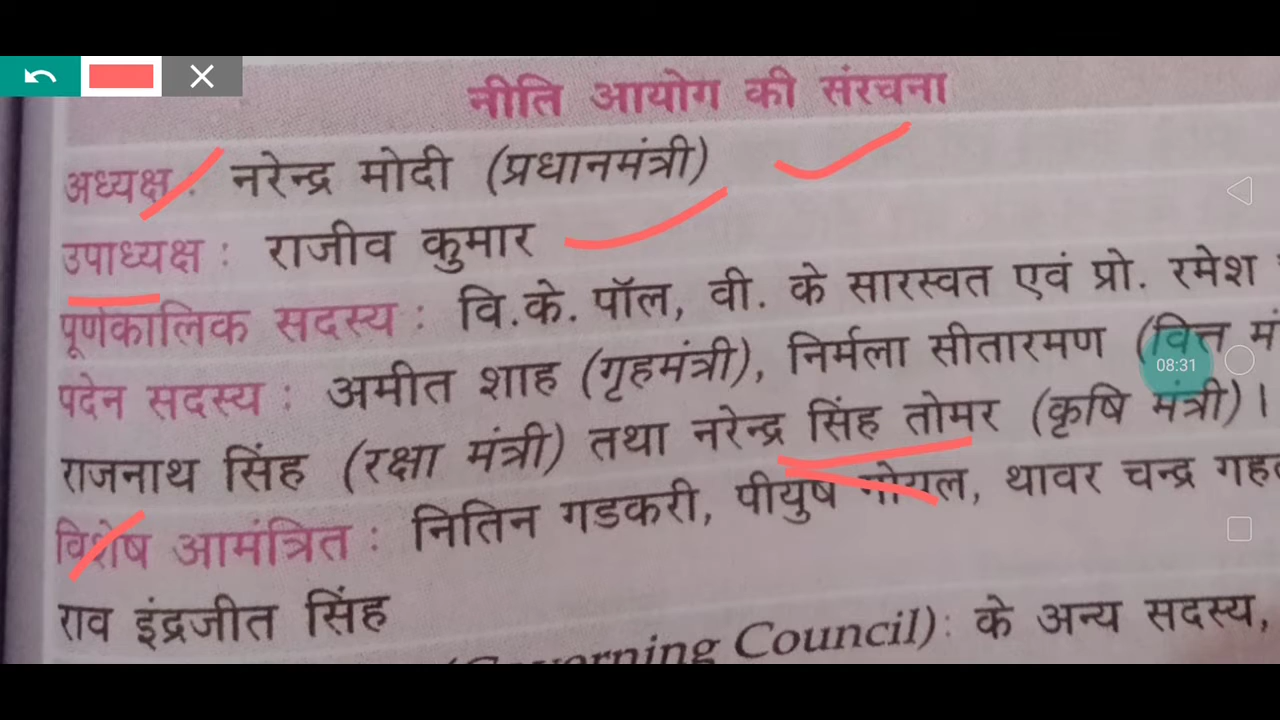 नीति आयोग की संरचना
अध्यक्ष : नरेन्द्र मोदी (प्रधानमंत्री)
उपाध्यक्ष : राजीव कुमार
पूर्णकालिक सदस्य : वि.के. पॉल, वी. के सारस्वत एवं प्रो. रमेश
पदेन सदस्य : अमीत शाह (गृहमंत्री), निर्मला सीतारमण (वित्त
08:31
राजनाथ सिंह (रक्षा मंत्री) तथा नरेन्द्र सिंह तोमर (कृषि मंत्री)।
विशेष आमंत्रित : नितिन गडकरी, पीयुष गोयल, थावर चन्द्र
राव इंद्रजीत सिंह
(Governing Council): के अन्य सदस्य,